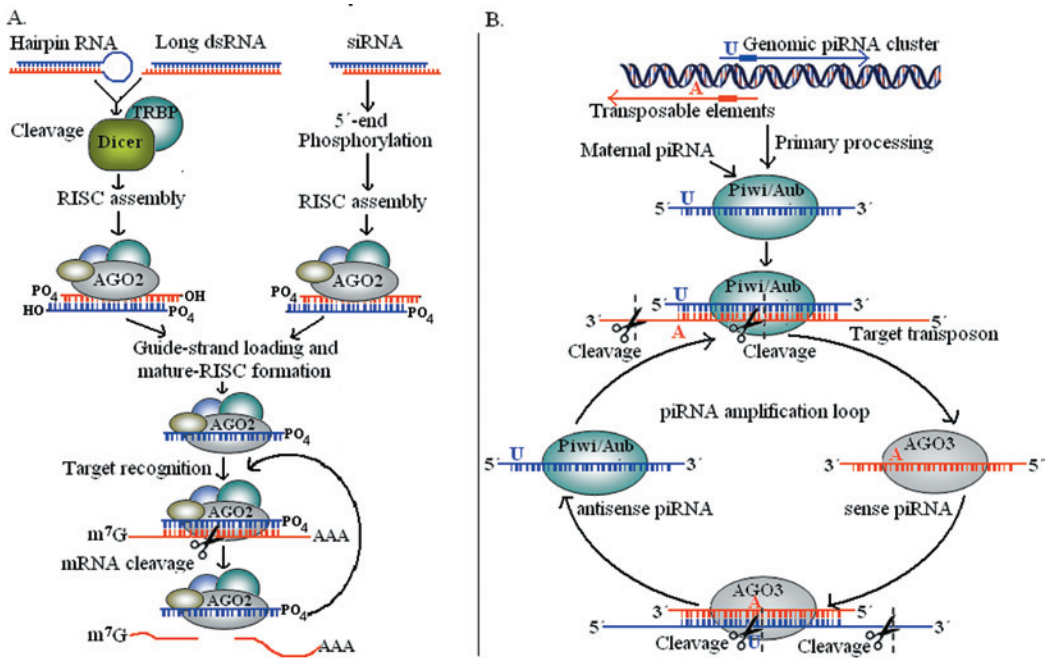 A.
Hairpin RNA
Long dsRNA
siRNA
TRBP
Cleavage
Dicer
5´-end
Phosphorylation
RISC assembly
RISC assembly
AGO2
AGO2
PO4
OH
HO
PO4
PO4
PO4
Guide-strand loading and
mature-RISC formation
AGO2
PO4
Target recognition
AGO2
PO4
m7G
AAA
mRNA cleavage
AGO2
PO4
m7G
AAA
B.
U
Genomic piRNA cluster
A
Transposable elements
Maternal piRNA
Primary processing
Piwi/Aub
5´
U
3´
Piwi/Aub
U
3´
5´
A
Target transposon
Cleavage
Cleavage
piRNA amplification loop
Piwi/Aub
5´
U
3´
antisense piRNA
AGO3
3´
A
5´
sense piRNA
AGO3
3´
A
5´
5´
3´
Cleavage
U
Cleavage